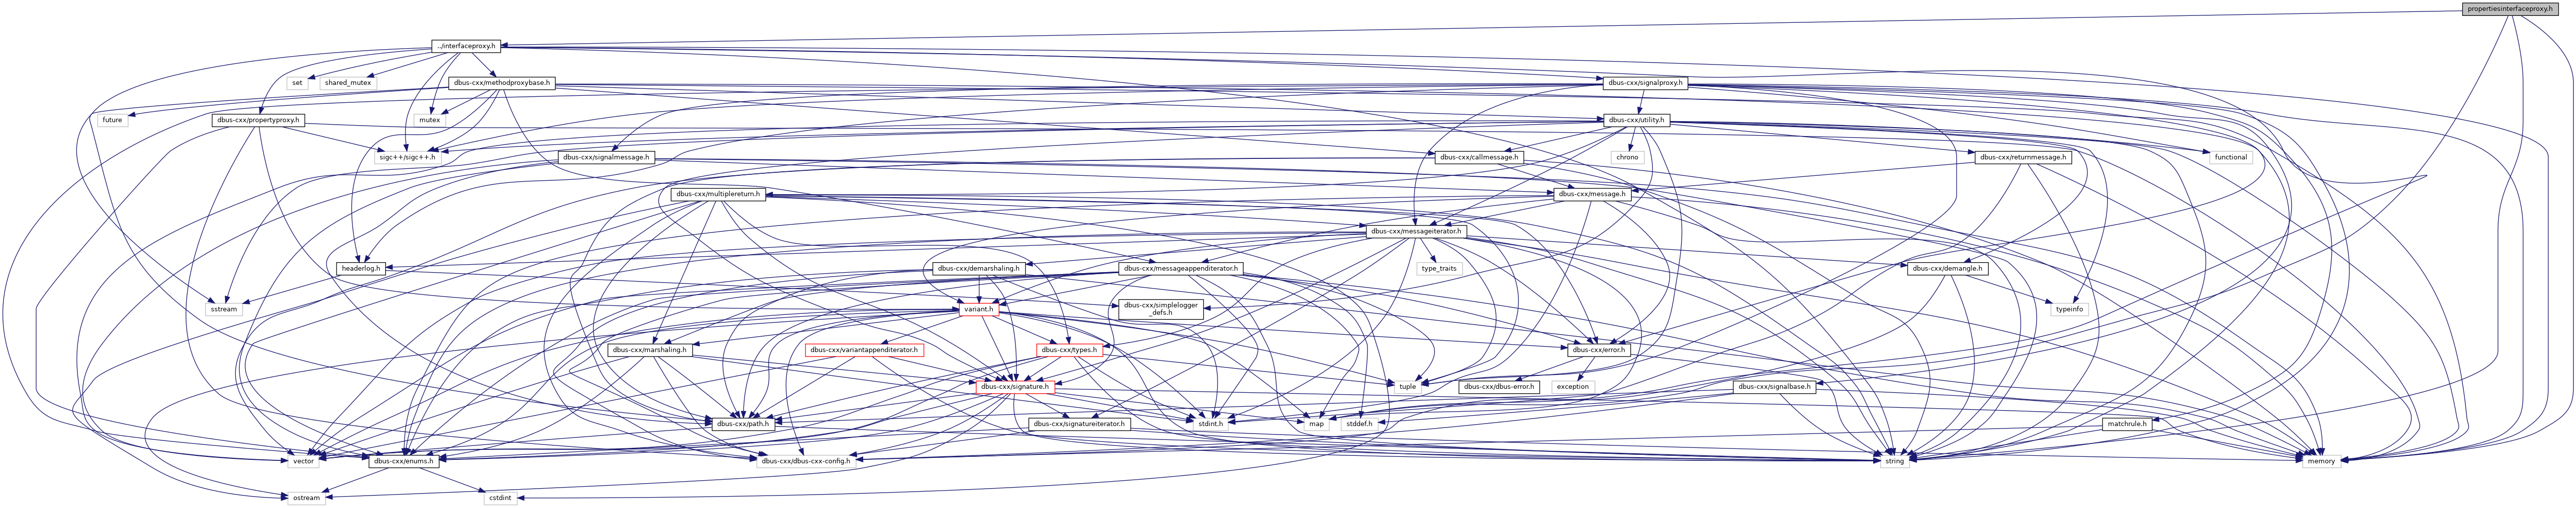 propertiesinterfaceproxy.h
../interfaceproxy.h
set
shared_mutex
dbus-cxx/methodproxybase.h
dbus-cxx/signalproxy.h
future
dbus-cxx/propertyproxy.h
mutex
dbus-cxx/utility.h
sigc++/sigc++.h
dbus-cxx/signalmessage.h
dbus-cxx/callmessage.h
chrono
dbus-cxx/returnmessage.h
functional
dbus-cxx/multiplereturn.h
dbus-cxx/message.h
dbus-cxx/messageiterator.h
headerlog.h
dbus-cxx/demarshaling.h
dbus-cxx/messageappenditerator.h
type_traits
dbus-cxx/demangle.h
sstream
variant.h
dbus-cxx/simplelogger
_defs.h
typeinfo
dbus-cxx/marshaling.h
dbus-cxx/variantappenditerator.h
dbus-cxx/types.h
dbus-cxx/error.h
dbus-cxx/signature.h
tuple
dbus-cxx/dbus-error.h
exception
dbus-cxx/signalbase.h
dbus-cxx/path.h
dbus-cxx/signatureiterator.h
stdint.h
map
stddef.h
matchrule.h
vector
dbus-cxx/enums.h
dbus-cxx/dbus-cxx-config.h
string
memory
ostream
cstdint